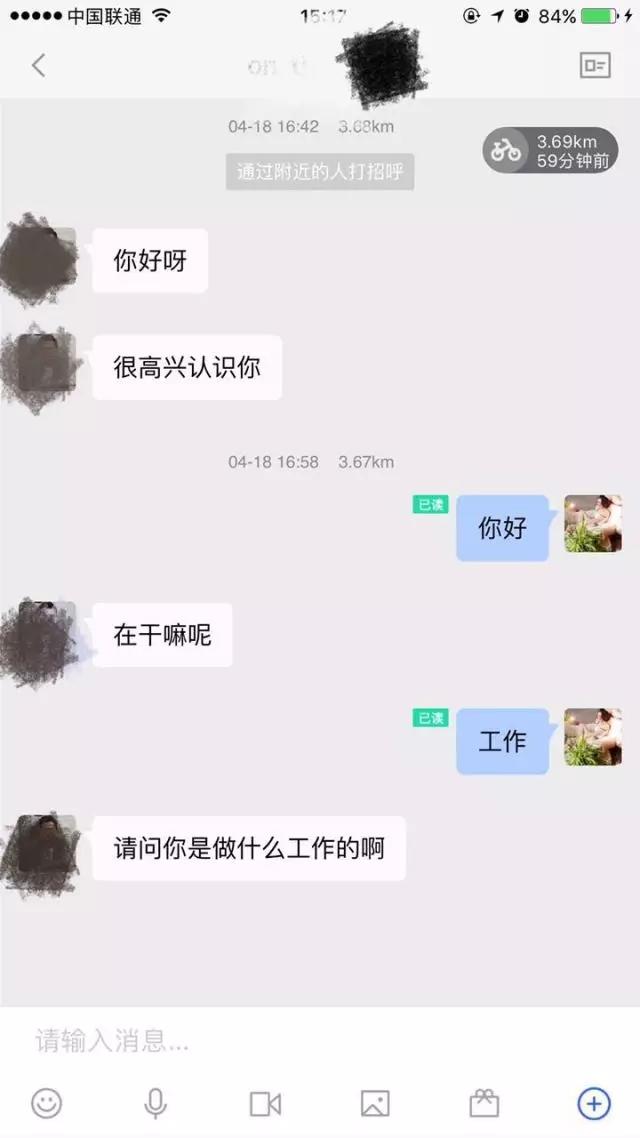 中国联通 15:17 84%
04-18 16:42 3.68km
3.69km
59分钟前
通过附近的人打招呼
你好呀
很高兴认识你
04-18 16:58 3.67km
已读
你好
在干嘛呢
已读
工作
请问你是做什么工作的啊
请输入消息...